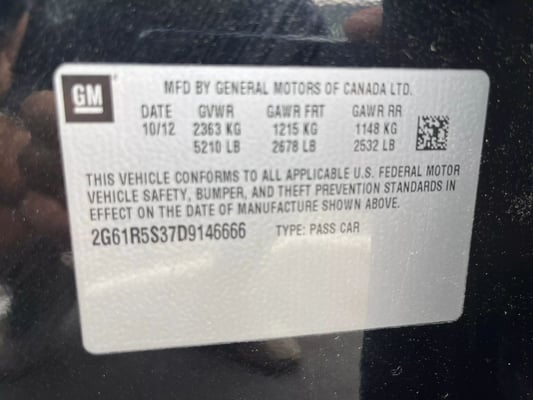 GM
MFD BY GENERAL MOTORS OF CANADA LTD.
DATE GVWR GAWR FRT GAWR RR
10/12 2363 KG 1215 KG 1148 KG
5210 LB 2678 LB 2532 LB
THIS VEHICLE CONFORMS TO ALL APPLICABLE U.S. FEDERAL MOTOR
VEHICLE SAFETY, BUMPER, AND THEFT PREVENTION STANDARDS IN
EFFECT ON THE DATE OF MANUFACTURE SHOWN ABOVE.
2G61R5S37D9146666 TYPE: PASS CAR